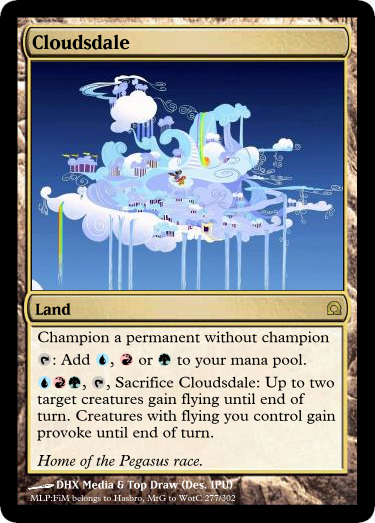 Cloudsdale
Land
Champion a permanent without champion
: Add , or to your mana pool.
, , Sacrifice Cloudsdale: Up to two
target creatures gain flying until end of
turn. Creatures with flying you control gain
provoke until end of turn.
Home of the Pegasus race.
DHX Media & Top Draw (Des. IPU)
MLP:FiM belongs to Hasbro, MtG to WotC 277/302